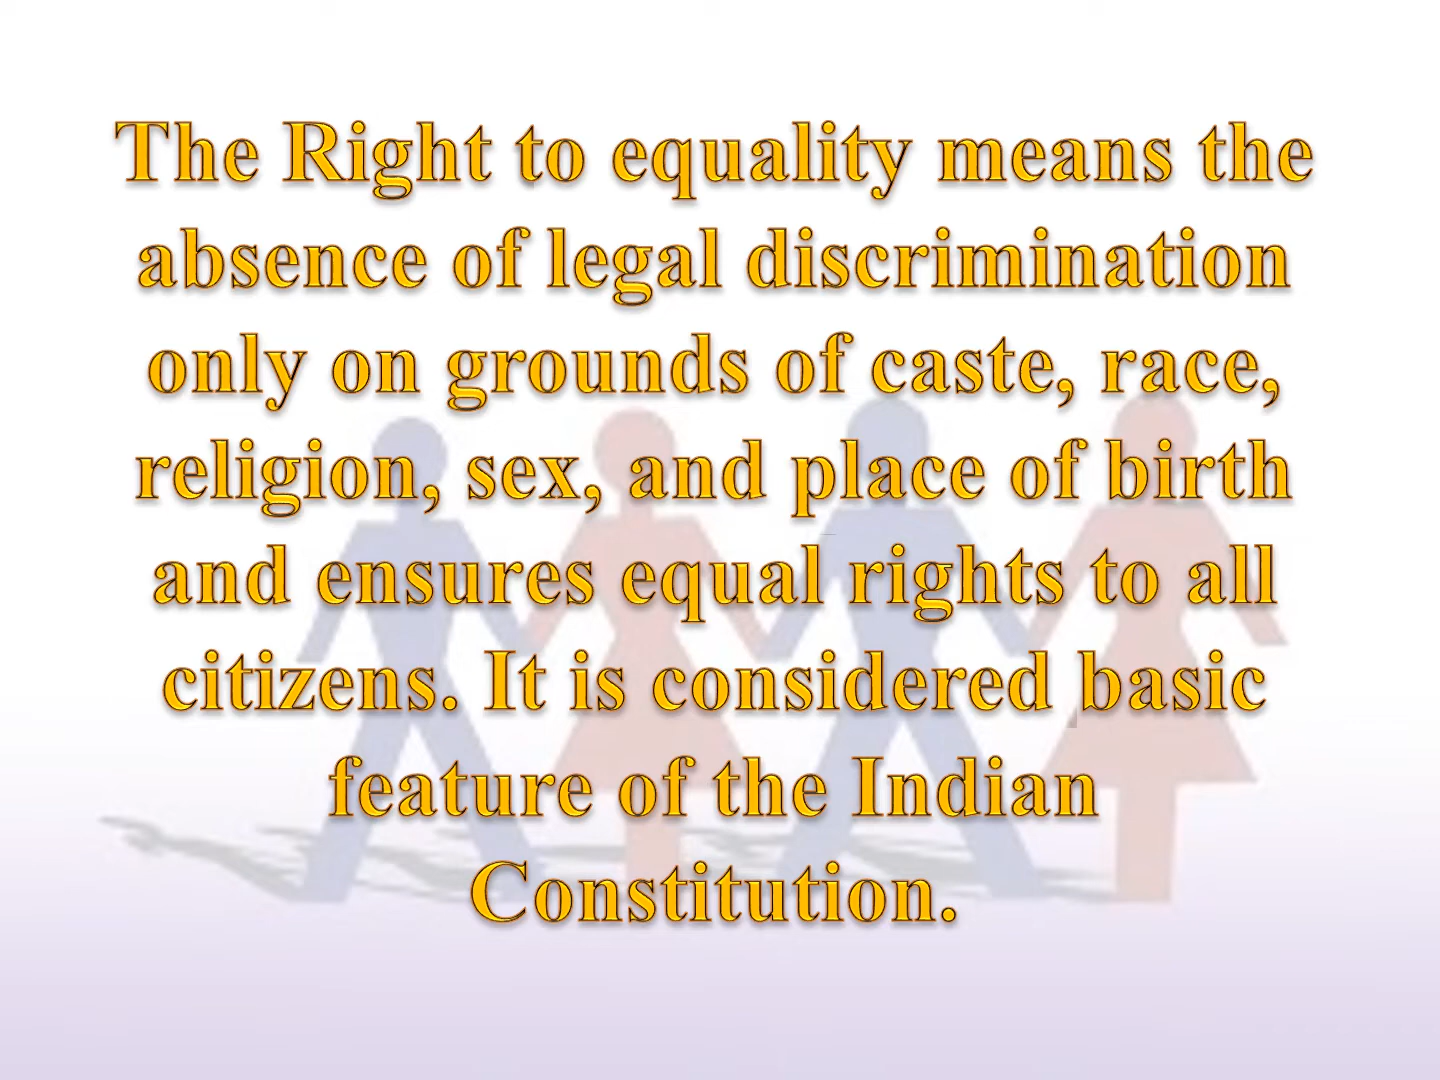 The Right to equality means the
absence of legal discrimination
only on grounds of caste, race,
religion, sex, and place of birth
and ensures equal rights to all
citizens. It is considered basic
feature of the Indian
Constitution.